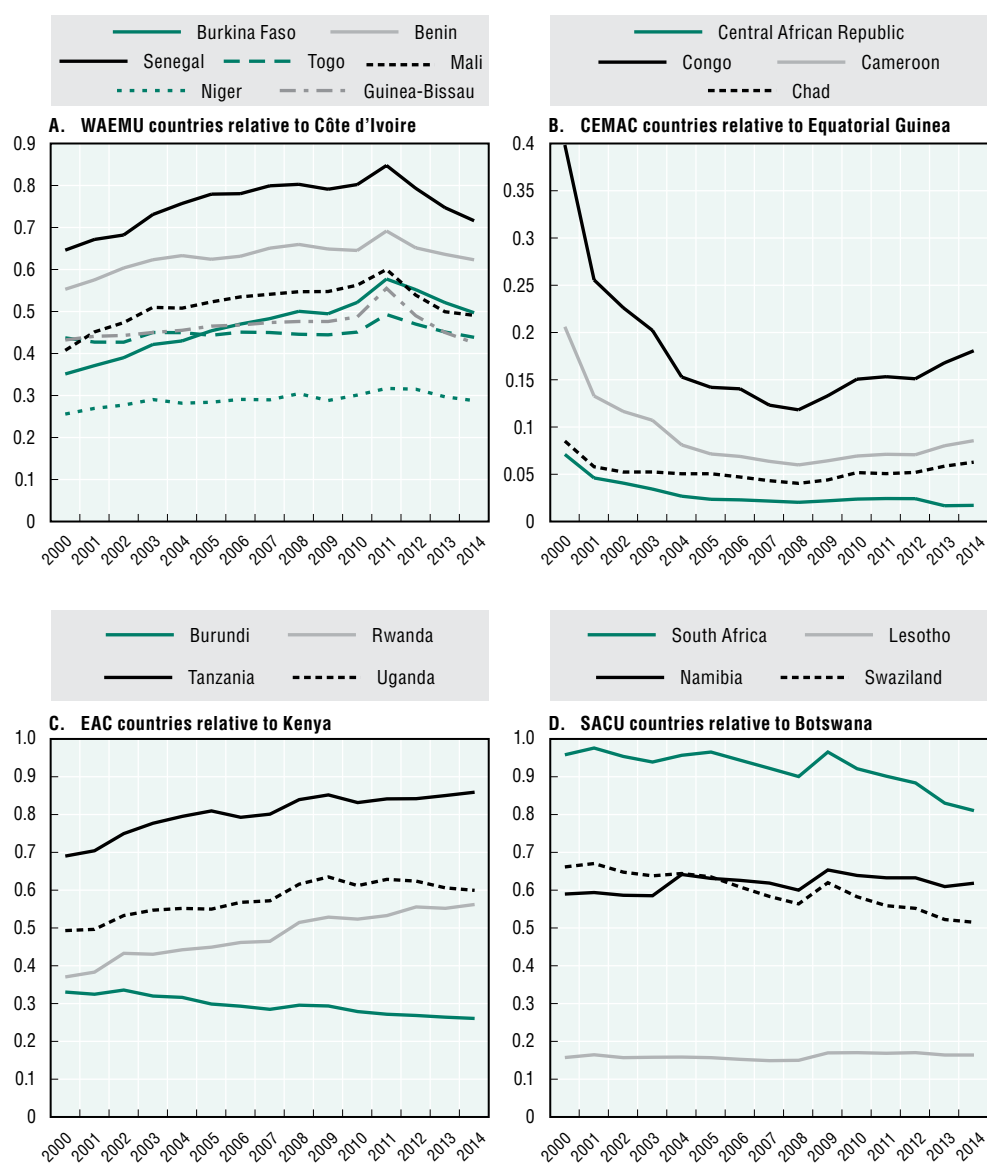 Burkina Faso Benin
Senegal Togo Mali
Niger Guinea-Bissau
A. WAEMU countries relative to Côte d'Ivoire
0.9
0.8
0.7
0.6
0.5
0.4
0.3
0.2
0.1
0
2000 2001 2002 2003 2004 2005 2006 2007 2008 2009 2010 2011 2012 2013 2014
Central African Republic
Congo Cameroon
Chad
B. CEMAC countries relative to Equatorial Guinea
0.4
0.35
0.3
0.25
0.2
0.15
0.1
0.05
0
2000 2001 2002 2003 2004 2005 2006 2007 2008 2009 2010 2011 2012 2013 2014
Burundi Rwanda
Tanzania Uganda
C. EAC countries relative to Kenya
1.0
0.9
0.8
0.7
0.6
0.5
0.4
0.3
0.2
0.1
0
2000 2001 2002 2003 2004 2005 2006 2007 2008 2009 2010 2011 2012 2013 2014
South Africa Lesotho
Namibia Swaziland
D. SACU countries relative to Botswana
1.0
0.9
0.8
0.7
0.6
0.5
0.4
0.3
0.2
0.1
0
2000 2001 2002 2003 2004 2005 2006 2007 2008 2009 2010 2011 2012 2013 2014